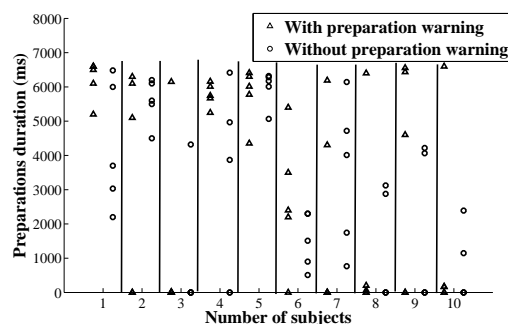 With preparation warning
Without preparation warning
Preparations duration (ms)
8000
7000
6000
5000
4000
3000
2000
1000
0
1 2 3 4 5 6 7 8 9 10
Number of subjects